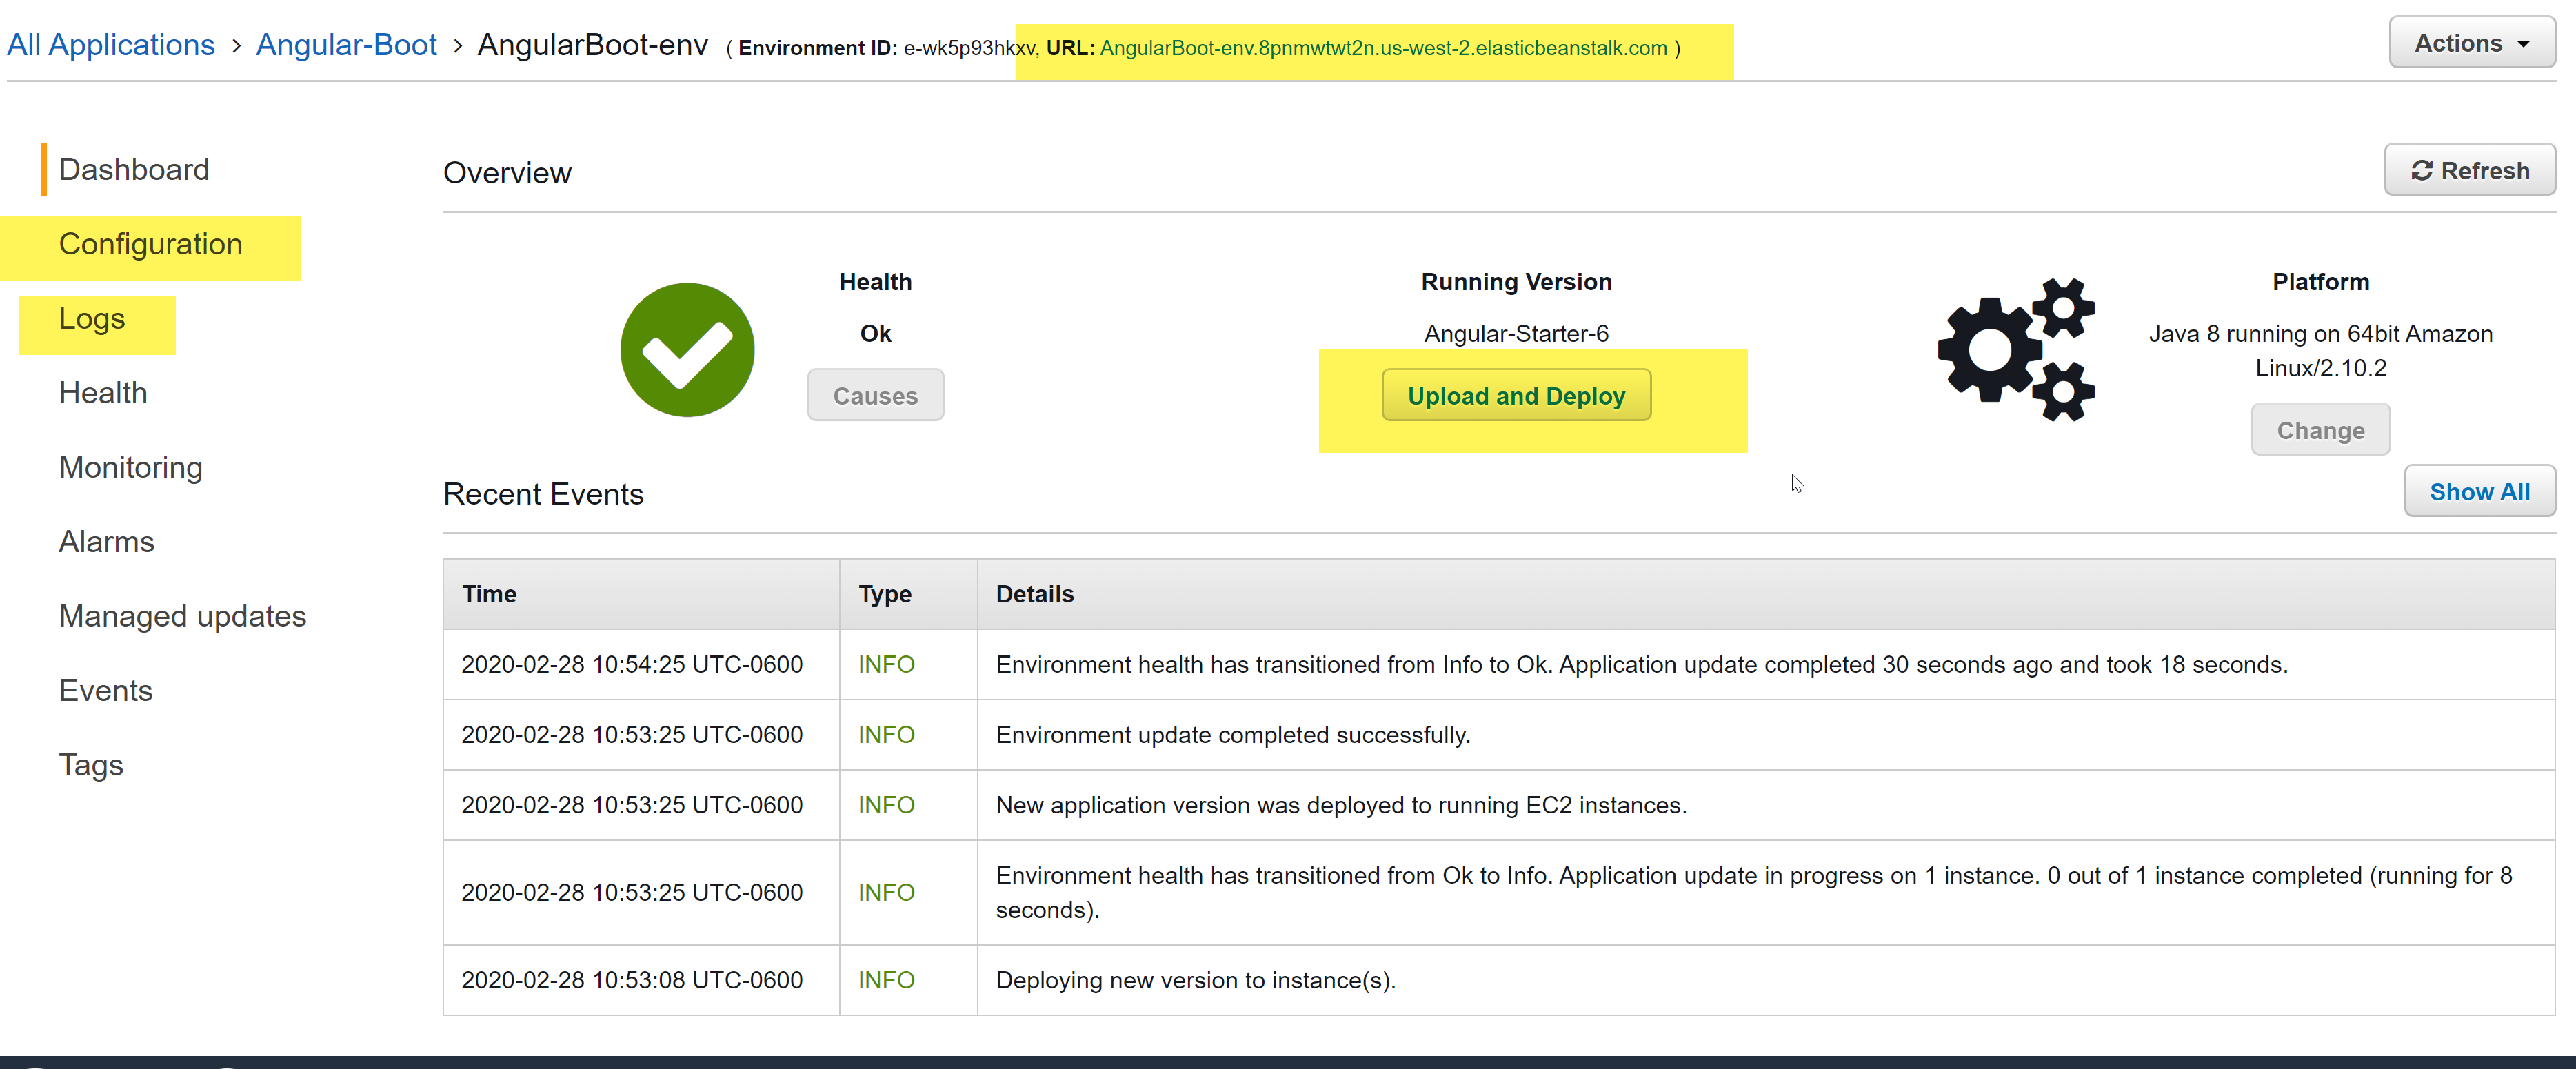 All Applications > Angular-Boot > AngularBoot-env ( Environment ID: e-wk5p93hkxv, URL: AngularBoot-env.8pnmwtwt2n.us-west-2.elasticbeanstalk.com )
Actions
Dashboard
Configuration
Logs
Health
Monitoring
Alarms
Managed updates
Events
Tags
Overview
Refresh
Health
Ok
Causes
Running Version
Angular-Starter-6
Upload and Deploy
Platform
Java 8 running on 64bit Amazon
Linux/2.10.2
Change
Recent Events
Show All
Time Type Details
2020-02-28 10:54:25 UTC-0600 INFO Environment health has transitioned from Info to Ok. Application update completed 30 seconds ago and took 18 seconds.
2020-02-28 10:53:25 UTC-0600 INFO Environment update completed successfully.
2020-02-28 10:53:25 UTC-0600 INFO New application version was deployed to running EC2 instances.
2020-02-28 10:53:25 UTC-0600 INFO Environment health has transitioned from Ok to Info. Application update in progress on 1 instance. 0 out of 1 instance completed (running for 8
seconds).
2020-02-28 10:53:08 UTC-0600 INFO Deploying new version to instance(s).